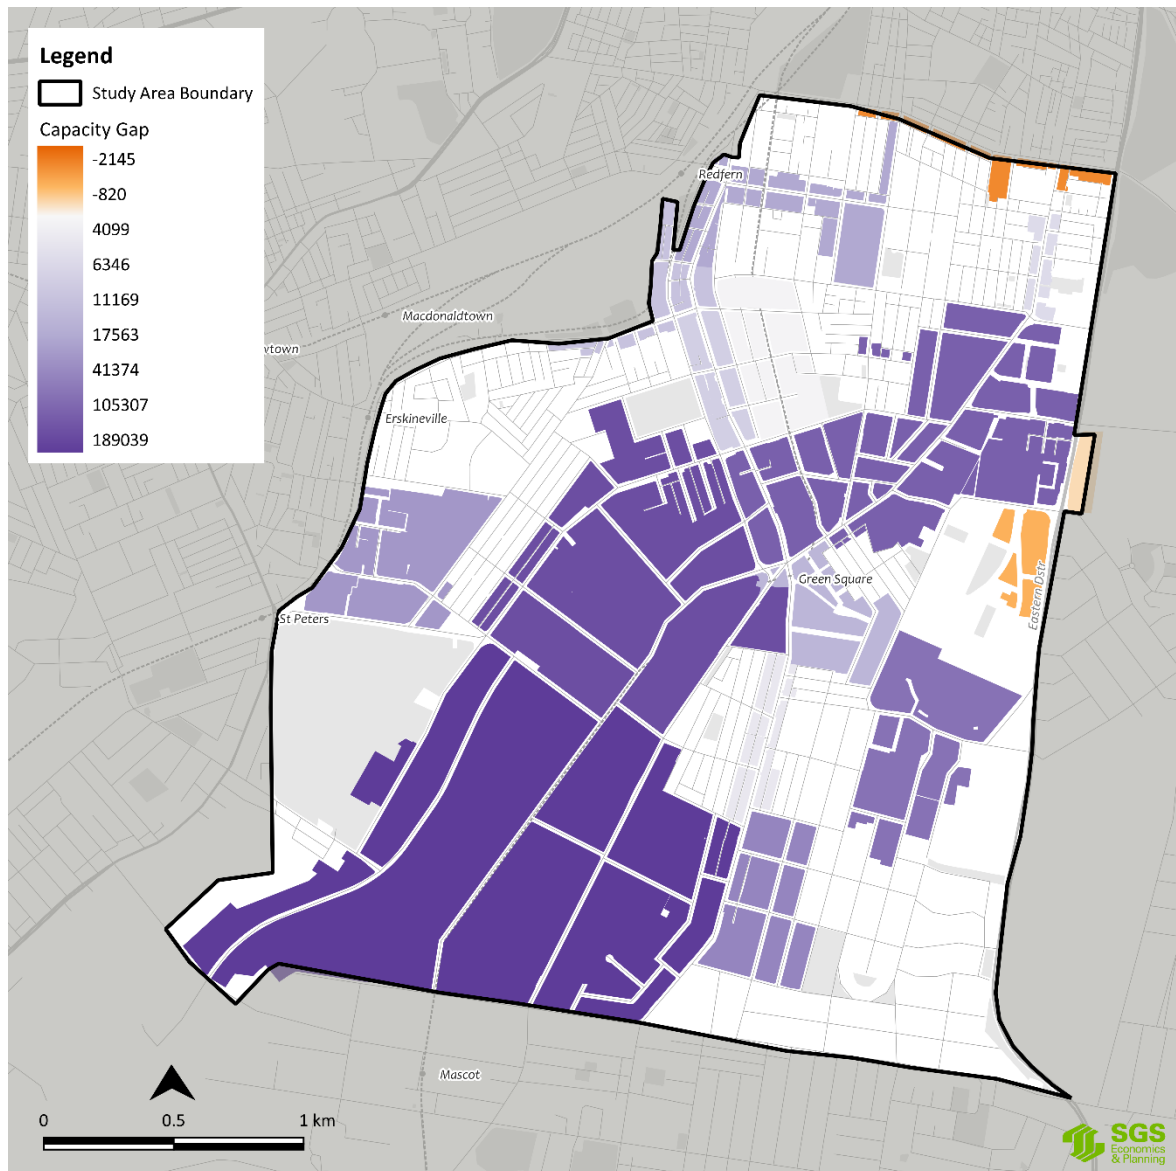 Legend
Study Area Boundary
Capacity Gap
-2145
-820
4099
6346
11169
17563
41374
105307
189039
Redfern
Macdonaldtown
wtown
Erskineville
St Peters
Green Square
Eastern Dstr
Mascot
0 0.5 1 km
SGS
Economics
& Planning